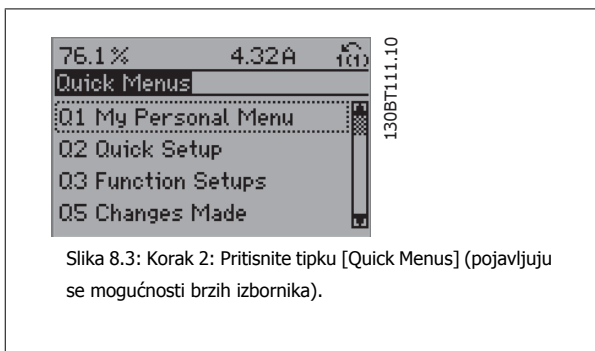 76.1% 4.32A 1(1)
Quick Menus
Q1 My Personal Menu
Q2 Quick Setup
Q3 Function Setups
Q5 Changes Made
130BT111.10
Slika 8.3: Korak 2: Pritisnite tipku [Quick Menus] (pojavljuju
se mogućnosti brzih izbornika).